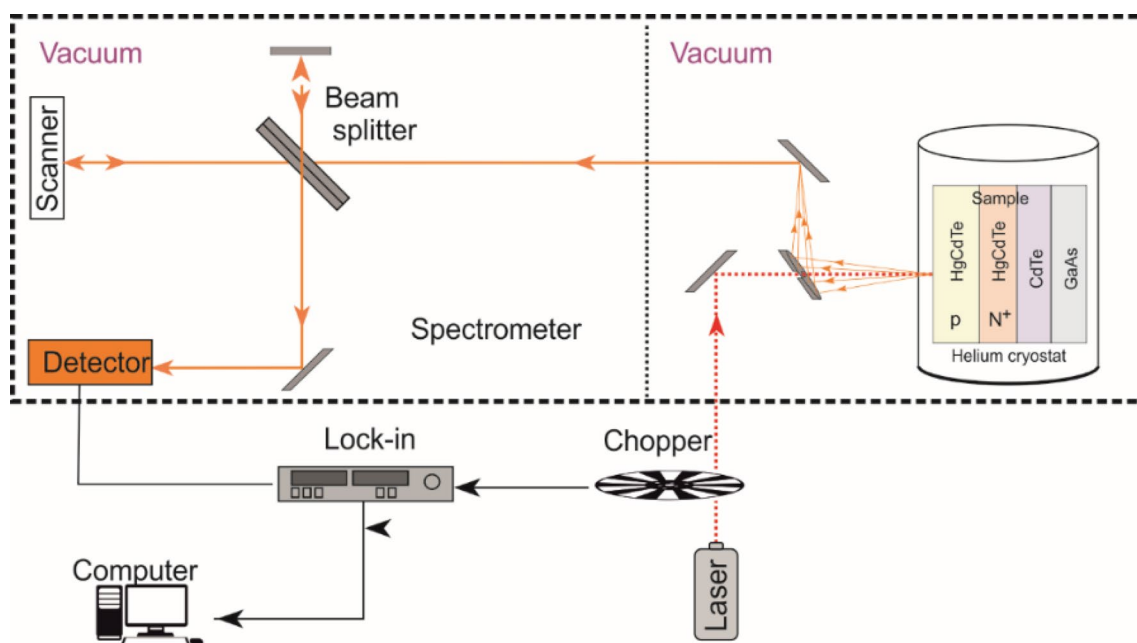 Vacuum
Vacuum
Beam
splitter
Scanner
Sample
HgCdTe
HgCdTe
CdTe
GaAs
p
N+
Helium cryostat
Spectrometer
Detector
Lock-in
Chopper
Computer
Laser